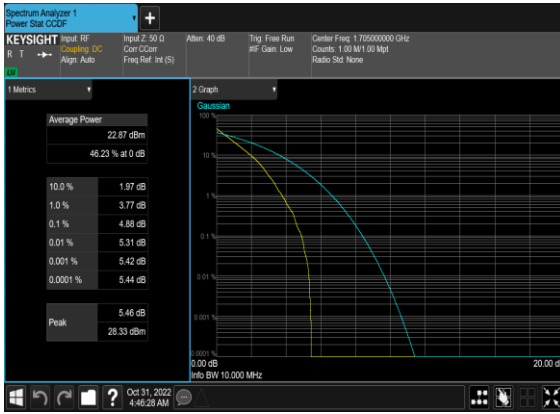 Spectrum Analyzer 1
Power Stat CCDF
KEYSIGHT
R T
LXI
Input: RF
Coupling: DC
Align: Auto
Input Z: 50 Ω
Corr CCorr
Freq Ref: Int (S)
Atten: 40 dB
Trig: Free Run
#IF Gain: Low
Center Freq: 1.705000000 GHz
Counts: 1.00 M/1.00 Mpt
Radio Std: None
1 Metrics
Average Power
22.87 dBm
46.23 % at 0 dB
10.0 % 1.97 dB
1.0 % 3.77 dB
0.1 % 4.88 dB
0.01 % 5.31 dB
0.001 % 5.42 dB
0.0001 % 5.44 dB
Peak
5.46 dB
28.33 dBm
2 Graph
Gaussian
100 %
10 %
1 %
0.1 %
0.01 %
0.001 %
0.0001 %
0.00 dB
20.00 d
Info BW 10.000 MHz
?
Oct 31, 2022
4:46:28 AM